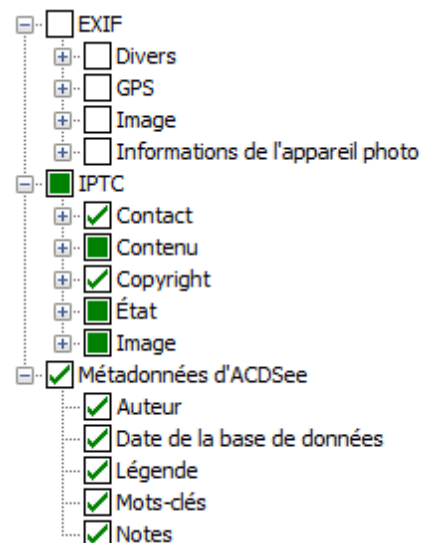 EXIF
Divers
GPS
Image
Informations de l'appareil photo
IPTC
Contact
Contenu
Copyright
État
Image
Métadonnées d'ACDSee
Auteur
Date de la base de données
Légende
Mots-clés
Notes